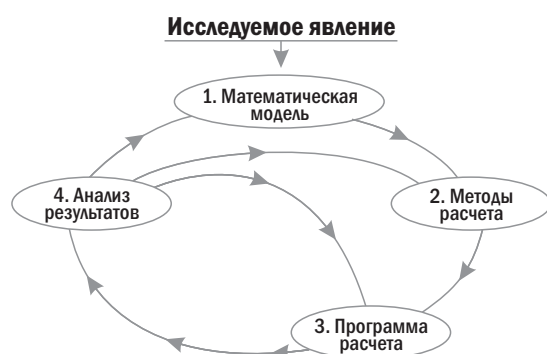 Исследуемое явление
1. Математическая
модель
4. Анализ
результатов
2. Методы
расчета
3. Программа
расчета